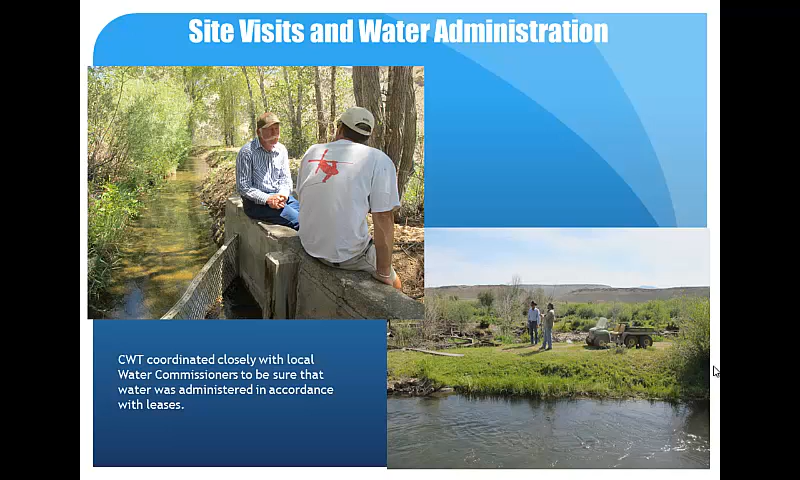 Site Visits and Water Administration
CWT coordinated closely with local
Water Commissioners to be sure that
water was administered in accordance
with leases.